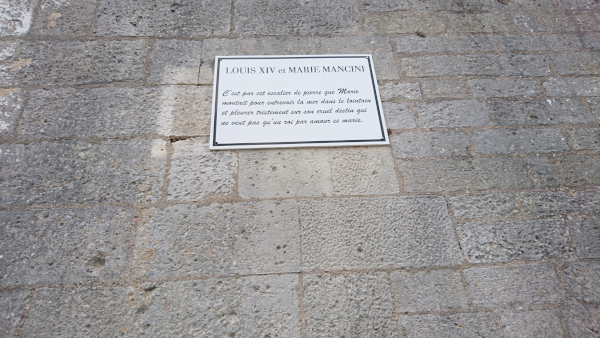 LOUIS XIV et MARIE MANCINI
C'est par est escalier de pierre que Marie
montait pour entrevoir la mer dans le lointain
et pleurer tristement sur son cruel destin qui
ne veut pas qu'un roi par amour se marie.